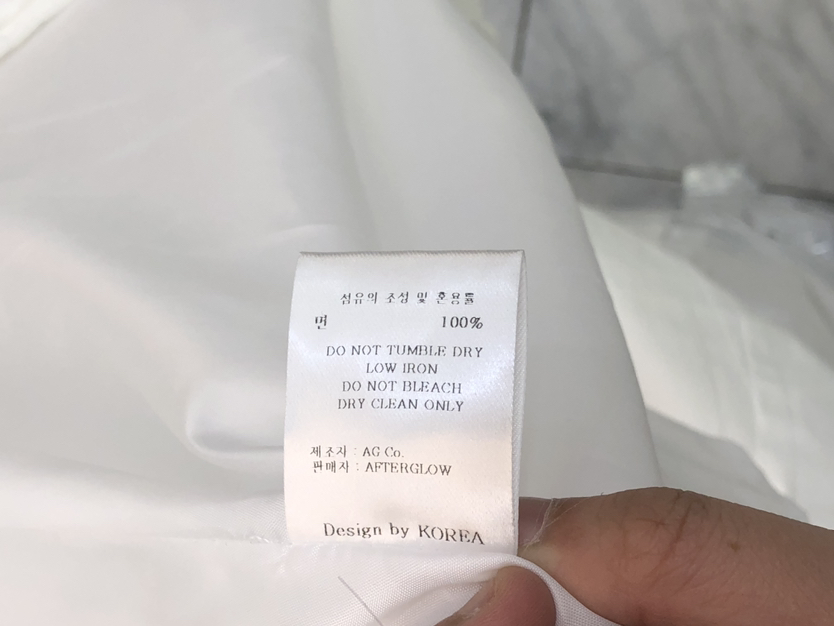 섬유의 조성 및 혼용률
면 100%
DO NOT TUMBLE DRY
LOW IRON
DO NOT BLEACH
DRY CLEAN ONLY
제조자 : AG Co.
판매자 : AFTERGLOW
Design by KOREA